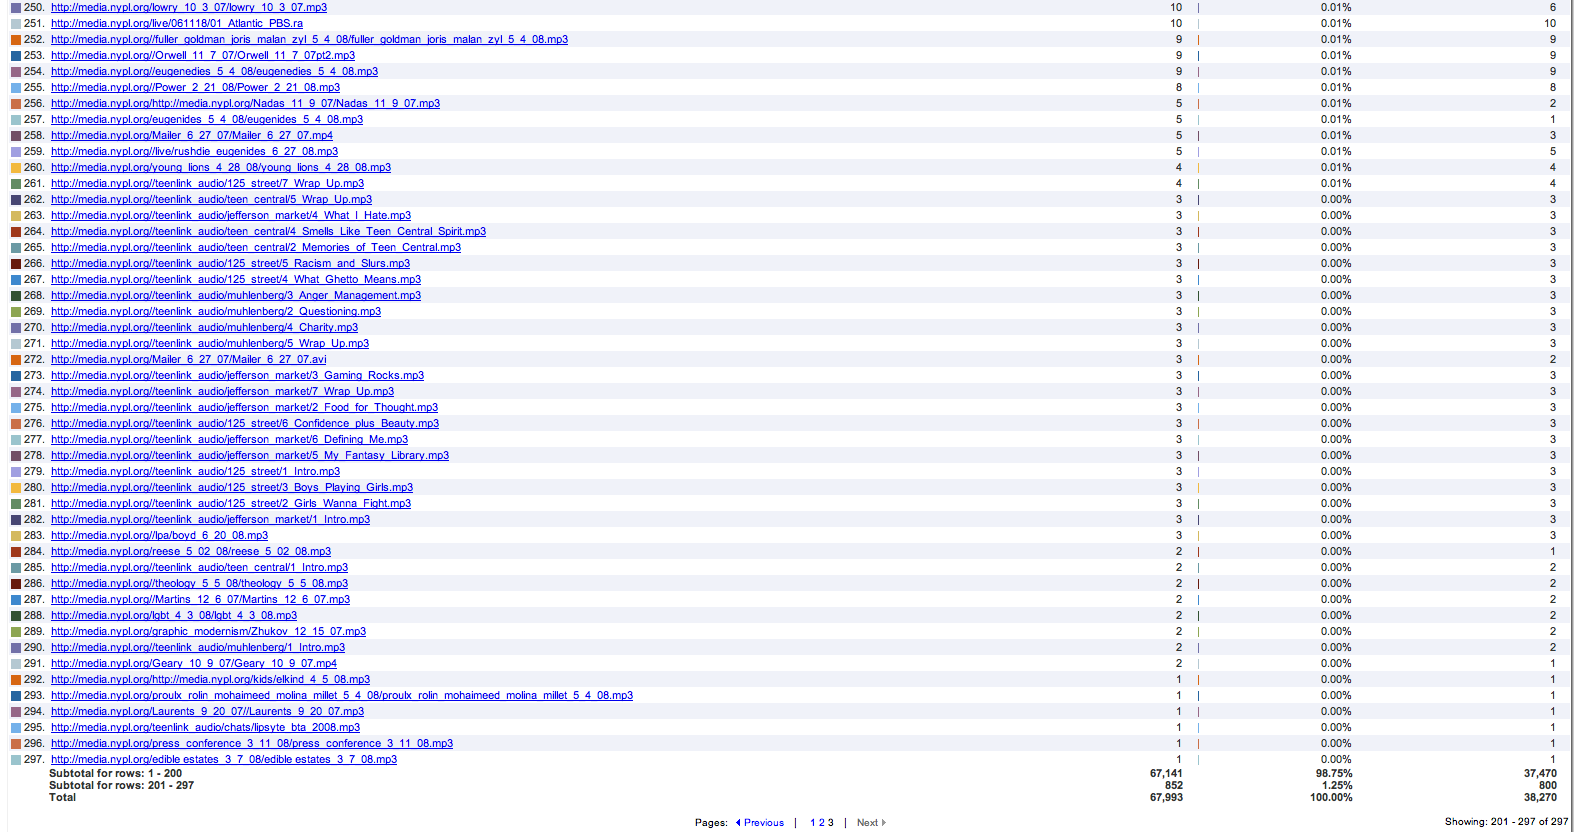 250. http://media.nypl.org/lowry_10_3_07/lowry_10_3_07.mp3 10 0.01% 6
251. http://media.nypl.org/live/061118/01_Atlantic_PBS.ra 10 0.01% 10
252. http://media.nypl.org//fuller_goldman_joris_malan_zyl_5_4_08/fuller_goldman_joris_malan_zyl_5_4_08.mp3 9 0.01% 9
253. http://media.nypl.org//Orwell_11_7_07/Orwell_11_7_07pt2.mp3 9 0.01% 9
254. http://media.nypl.org//eugenedies_5_4_08/eugenedies_5_4_08.mp3 9 0.01% 9
255. http://media.nypl.org//Power_2_21_08/Power_2_21_08.mp3 8 0.01% 8
256. http://media.nypl.org/http://media.nypl.org/Nadas_11_9_07/Nadas_11_9_07.mp3 5 0.01% 2
257. http://media.nypl.org/eugenides_5_4_08/eugenides_5_4_08.mp3 5 0.01% 1
258. http://media.nypl.org/Mailer_6_27_07/Mailer_6_27_07.mp4 5 0.01% 3
259. http://media.nypl.org//live/rushdie_eugenides_6_27_08.mp3 5 0.01% 5
260. http://media.nypl.org/young_lions_4_28_08/young_lions_4_28_08.mp3 4 0.01% 4
261. http://media.nypl.org//teenlink_audio/125_street/7_Wrap_Up.mp3 4 0.01% 4
262. http://media.nypl.org//teenlink_audio/teen_central/5_Wrap_Up.mp3 3 0.00% 3
263. http://media.nypl.org//teenlink_audio/jefferson_market/4_What_I_Hate.mp3 3 0.00% 3
264. http://media.nypl.org//teenlink_audio/teen_central/4_Smells_Like_Teen_Central_Spirit.mp3 3 0.00% 3
265. http://media.nypl.org//teenlink_audio/teen_central/2_Memories_of_Teen_Central.mp3 3 0.00% 3
266. http://media.nypl.org//teenlink_audio/125_street/5_Racism_and_Slurs.mp3 3 0.00% 3
267. http://media.nypl.org//teenlink_audio/125_street/4_What_Ghetto_Means.mp3 3 0.00% 3
268. http://media.nypl.org//teenlink_audio/muhlenberg/3_Anger_Management.mp3 3 0.00% 3
269. http://media.nypl.org//teenlink_audio/muhlenberg/2_Questioning.mp3 3 0.00% 3
270. http://media.nypl.org//teenlink_audio/muhlenberg/4_Charity.mp3 3 0.00% 3
271. http://media.nypl.org//teenlink_audio/muhlenberg/5_Wrap_Up.mp3 3 0.00% 3
272. http://media.nypl.org/Mailer_6_27_07/Mailer_6_27_07.avi 3 0.00% 2
273. http://media.nypl.org//teenlink_audio/jefferson_market/3_Gaming_Rocks.mp3 3 0.00% 3
274. http://media.nypl.org//teenlink_audio/jefferson_market/7_Wrap_Up.mp3 3 0.00% 3
275. http://media.nypl.org//teenlink_audio/jefferson_market/2_Food_for_Thought.mp3 3 0.00% 3
276. http://media.nypl.org//teenlink_audio/125_street/6_Confidence_plus_Beauty.mp3 3 0.00% 3
277. http://media.nypl.org//teenlink_audio/jefferson_market/6_Defining_Me.mp3 3 0.00% 3
278. http://media.nypl.org//teenlink_audio/jefferson_market/5_My_Fantasy_Library.mp3 3 0.00% 3
279. http://media.nypl.org//teenlink_audio/125_street/1_Intro.mp3 3 0.00% 3
280. http://media.nypl.org//teenlink_audio/125_street/3_Boys_Playing_Girls.mp3 3 0.00% 3
281. http://media.nypl.org//teenlink_audio/125_street/2_Girls_Wanna_Fight.mp3 3 0.00% 3
282. http://media.nypl.org//teenlink_audio/jefferson_market/1_Intro.mp3 3 0.00% 3
283. http://media.nypl.org//lpa/boyd_6_20_08.mp3 3 0.00% 3
284. http://media.nypl.org/reese_5_02_08/reese_5_02_08.mp3 2 0.00% 1
285. http://media.nypl.org//teenlink_audio/teen_central/1_Intro.mp3 2 0.00% 2
286. http://media.nypl.org//theology_5_5_08/theology_5_5_08.mp3 2 0.00% 2
287. http://media.nypl.org//Martins_12_6_07/Martins_12_6_07.mp3 2 0.00% 2
288. http://media.nypl.org/lgbt_4_3_08/lgbt_4_3_08.mp3 2 0.00% 2
289. http://media.nypl.org/graphic_modernism/Zhukov_12_15_07.mp3 2 0.00% 2
290. http://media.nypl.org//teenlink_audio/muhlenberg/1_Intro.mp3 2 0.00% 2
291. http://media.nypl.org/Geary_10_9_07/Geary_10_9_07.mp4 2 0.00% 1
292. http://media.nypl.org/http://media.nypl.org/kids/elkind_4_5_08.mp3 1 0.00% 1
293. http://media.nypl.org/proulx_rolin_mohaimeed_molina_millet_5_4_08/proulx_rolin_mohaimeed_molina_millet_5_4_08.mp3 1 0.00% 1
294. http://media.nypl.org/Laurents_9_20_07//Laurents_9_20_07.mp3 1 0.00% 1
295. http://media.nypl.org/teenlink_audio/chats/lipsyte_bta_2008.mp3 1 0.00% 1
296. http://media.nypl.org/press_conference_3_11_08/press_conference_3_11_08.mp3 1 0.00% 1
297. http://media.nypl.org/edible estates_3_7_08/edible estates_3_7_08.mp3 1 0.00% 1
Subtotal for rows: 1 - 200 67,141 98.75% 37,470
Subtotal for rows: 201 - 297 852 1.25% 800
Total 67,993 100.00% 38,270
Pages: Previous | 1 2 3 | Next Showing: 201 - 297 of 297